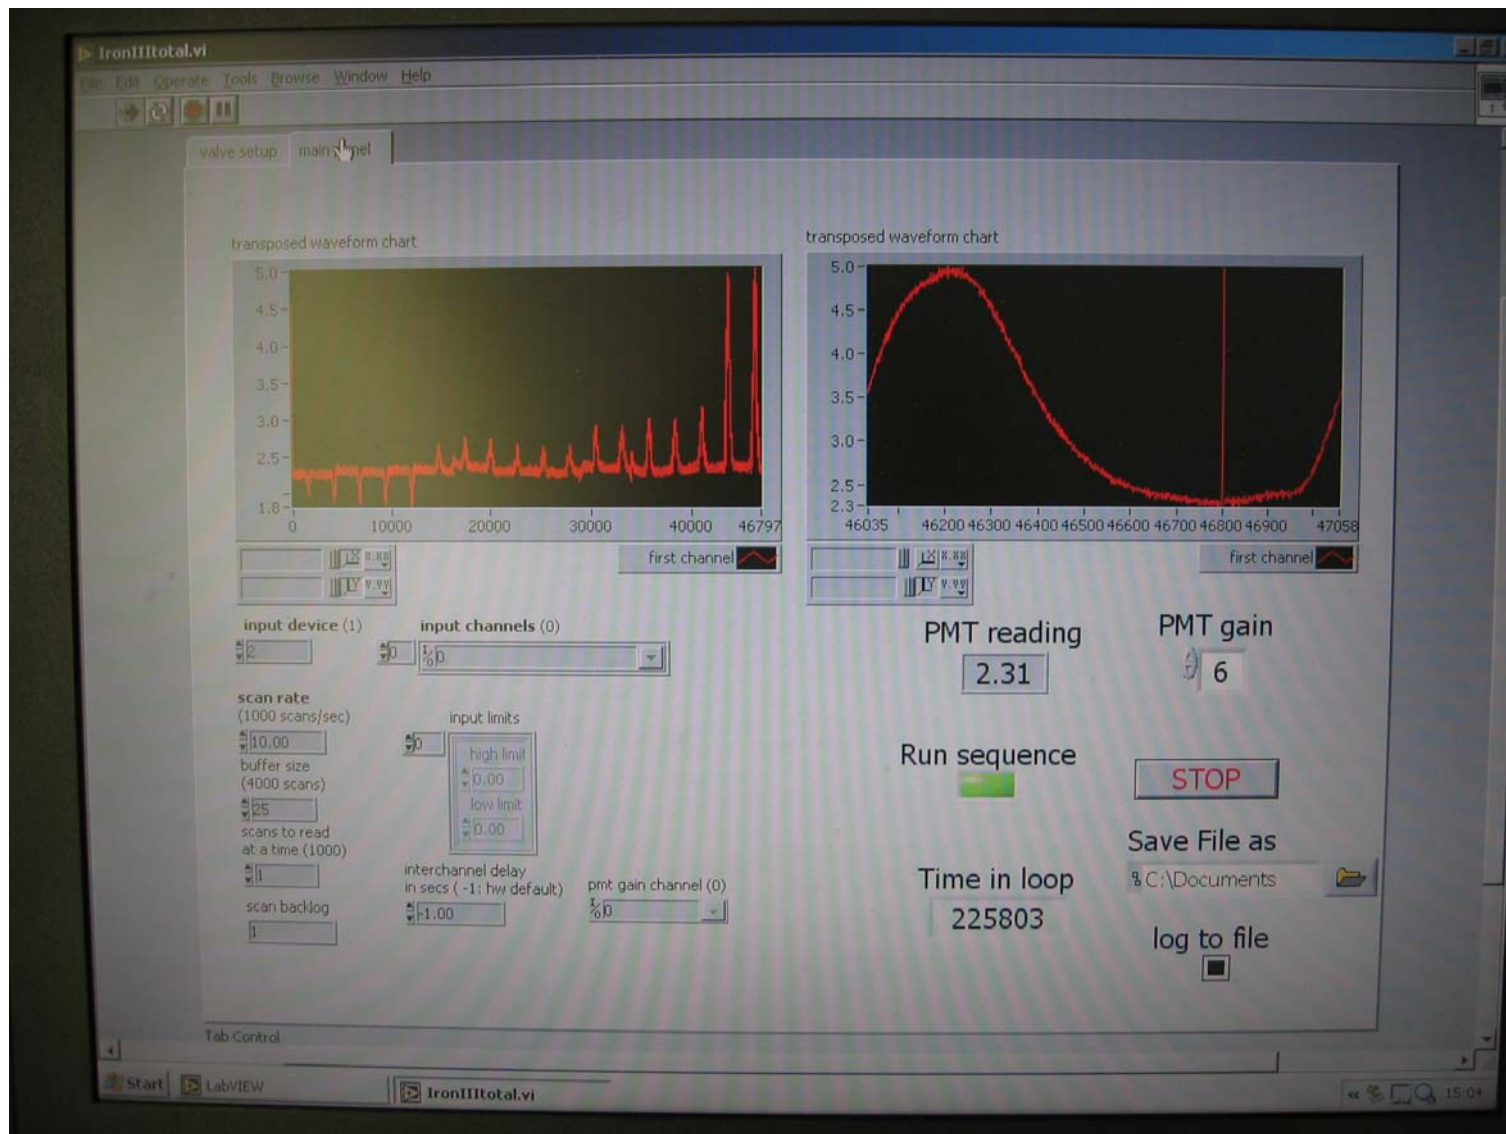 IronIIItotal.vi
File Edit Operate Tools Browse Window Help
valve setup main
transposed waveform chart
5.0
4.5
4.0
3.5
3.0
2.5
1.8
0 10000 20000 30000 40000 46797
first channel
transposed waveform chart
5.0
4.5
4.0
3.5
3.0
2.5
2.3
46035 46200 46300 46400 46500 46600 46700 46800 46900 47058
first channel
input device (1)
2
input channels (0)
0 0
scan rate
(1000 scans/sec)
10.00
buffer size
(4000 scans)
25
scans to read
at a time (1000)
1
scan backlog
1
input limits
0
high limit
0.00
low limit
0.00
interchannel delay
in secs ( -1: hw default)
-1.00
pmt gain channel (0)
0
PMT reading
2.31
PMT gain
6
Run sequence
STOP
Save File as
C:\Documents
Time in loop
225803
log to file
Tab Control
Start LabVIEW IronIIItotal.vi 15:04